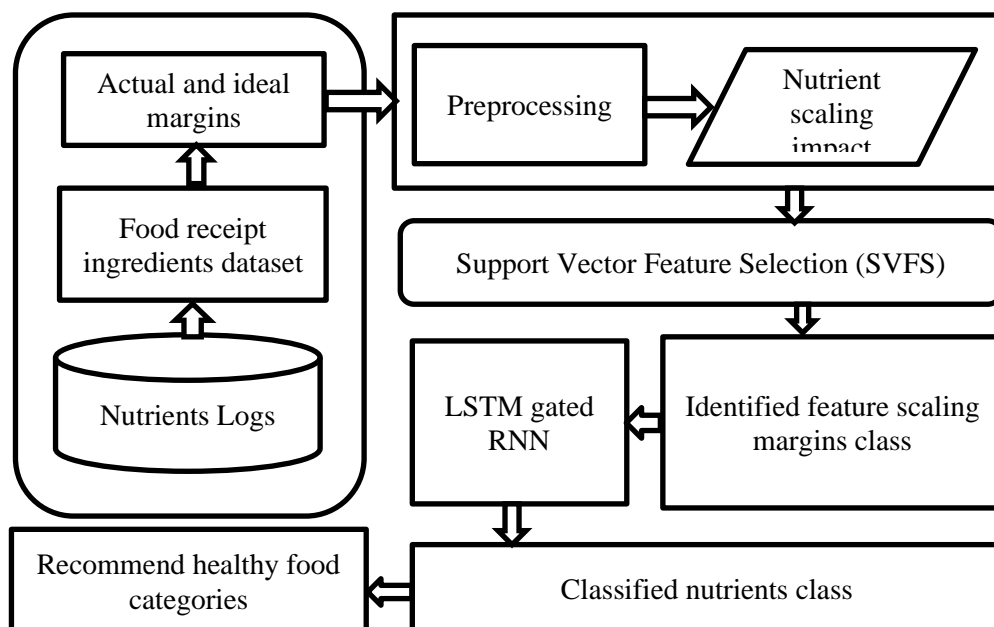 Actual and ideal
margins
Preprocessing
Nutrient
scaling
impact
Food receipt
ingredients dataset
Support Vector Feature Selection (SVFS)
Nutrients Logs
LSTM gated
RNN
Identified feature scaling
margins class
Recommend healthy food
categories
Classified nutrients class